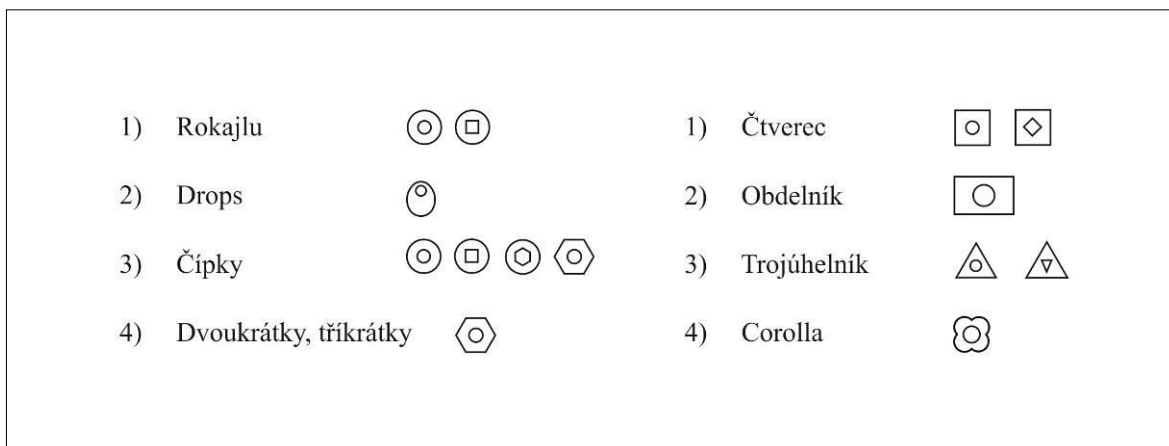 1) Rokajlu
2) Drops
3) Čípky
4) Dvoukrátky, tříkrátky
1) Čtverec
2) Obdelník
3) Trojúhelník
4) Corolla